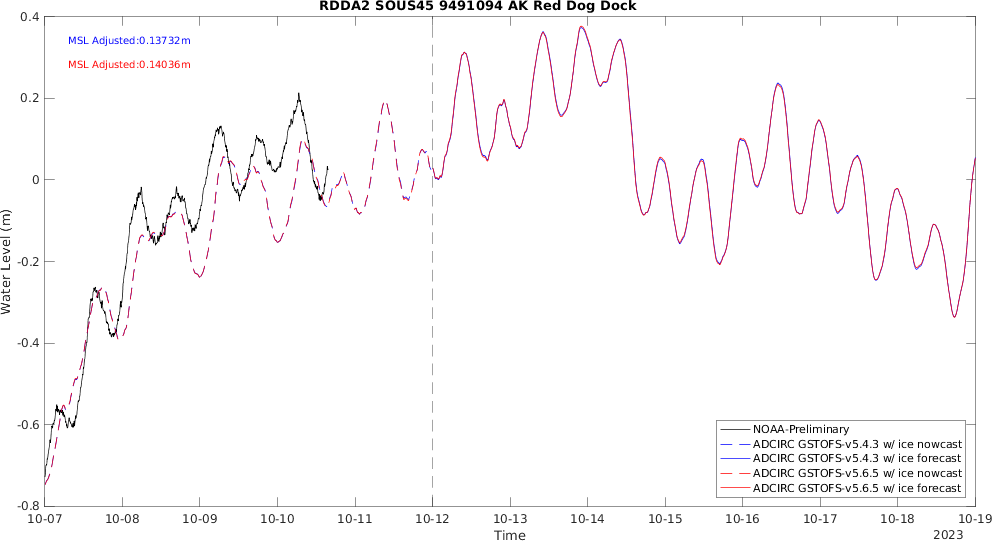 RDDA2 SOUS45 9491094 AK Red Dog Dock
MSL Adjusted:0.13732m
MSL Adjusted:0.14036m
0.4
0.2
0
-0.2
-0.4
-0.6
-0.8
Water Level (m)
NOAA-Preliminary
ADCIRC GSTOFS-v5.4.3 w/ ice nowcast
ADCIRC GSTOFS-v5.4.3 w/ ice forecast
ADCIRC GSTOFS-v5.6.5 w/ ice nowcast
ADCIRC GSTOFS-v5.6.5 w/ ice forecast
10-07 10-08 10-09 10-10 10-11 10-12 10-13 10-14 10-15 10-16 10-17 10-18 10-19
Time
2023